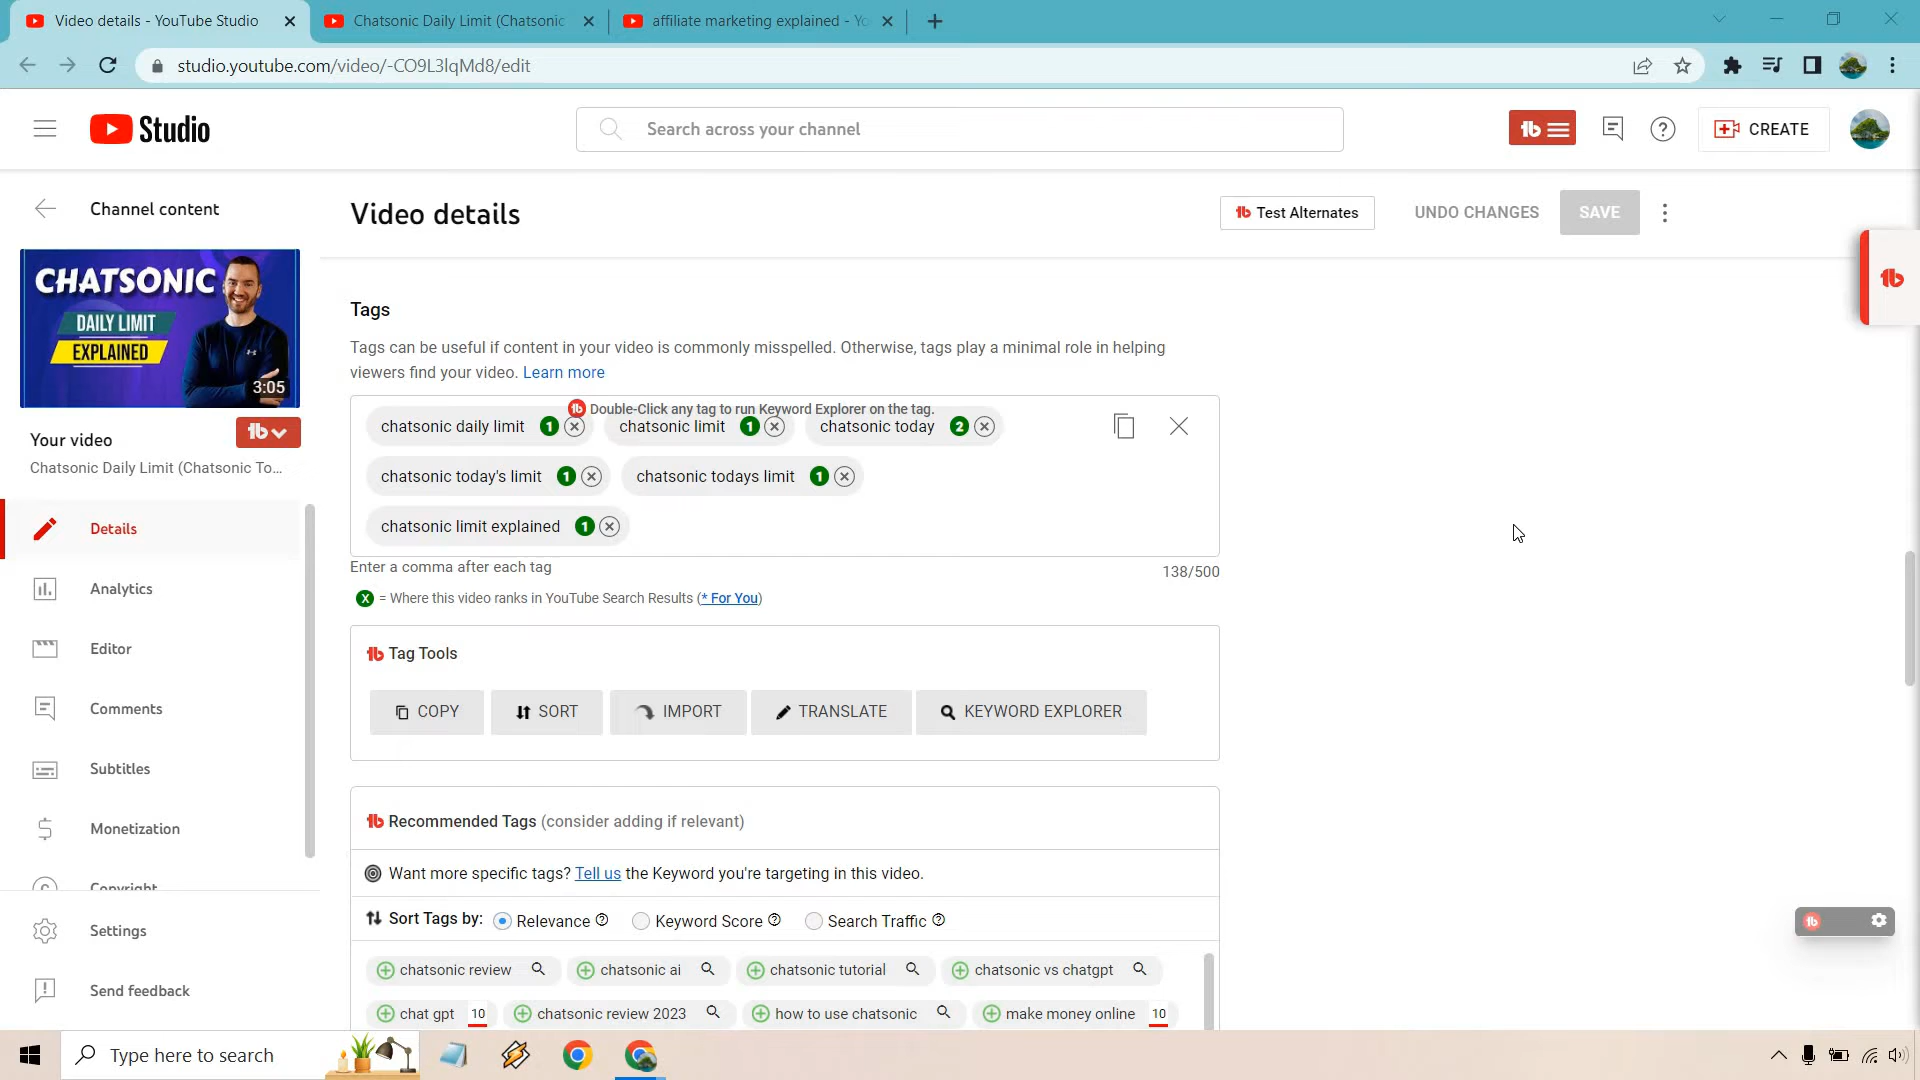 Video details - YouTube Studio
Chatsonic Daily Limit (Chatsonic
affiliate marketing explained - Yo
studio.youtube.com/video/-CO9L3lqMd8/edit
Studio
Search across your channel
CREATE
Channel content
Video details
Test Alternates
UNDO CHANGES
SAVE
CHATSONIC
DAILY LIMIT
EXPLAINED
3:05
Your video
Chatsonic Daily Limit (Chatsonic To...
Details
Analytics
Editor
Comments
Subtitles
Monetization
Copyright
Settings
Send feedback
Tags
Tags can be useful if content in your video is commonly misspelled. Otherwise, tags play a minimal role in helping
viewers find your video. Learn more
Double-Click any tag to run Keyword Explorer on the tag.
chatsonic daily limit 1 chatsonic limit 1 chatsonic today 2
chatsonic today's limit 1 chatsonic todays limit 1
chatsonic limit explained 1
Enter a comma after each tag
138/500
X = Where this video ranks in YouTube Search Results (* For You)
Tag Tools
COPY SORT IMPORT TRANSLATE KEYWORD EXPLORER
Recommended Tags (consider adding if relevant)
Want more specific tags? Tell us the Keyword you're targeting in this video.
Sort Tags by: Relevance Keyword Score Search Traffic
chatsonic review chatsonic ai chatsonic tutorial chatsonic vs chatgpt
chat gpt 10 chatsonic review 2023 how to use chatsonic make money online 10
Type here to search